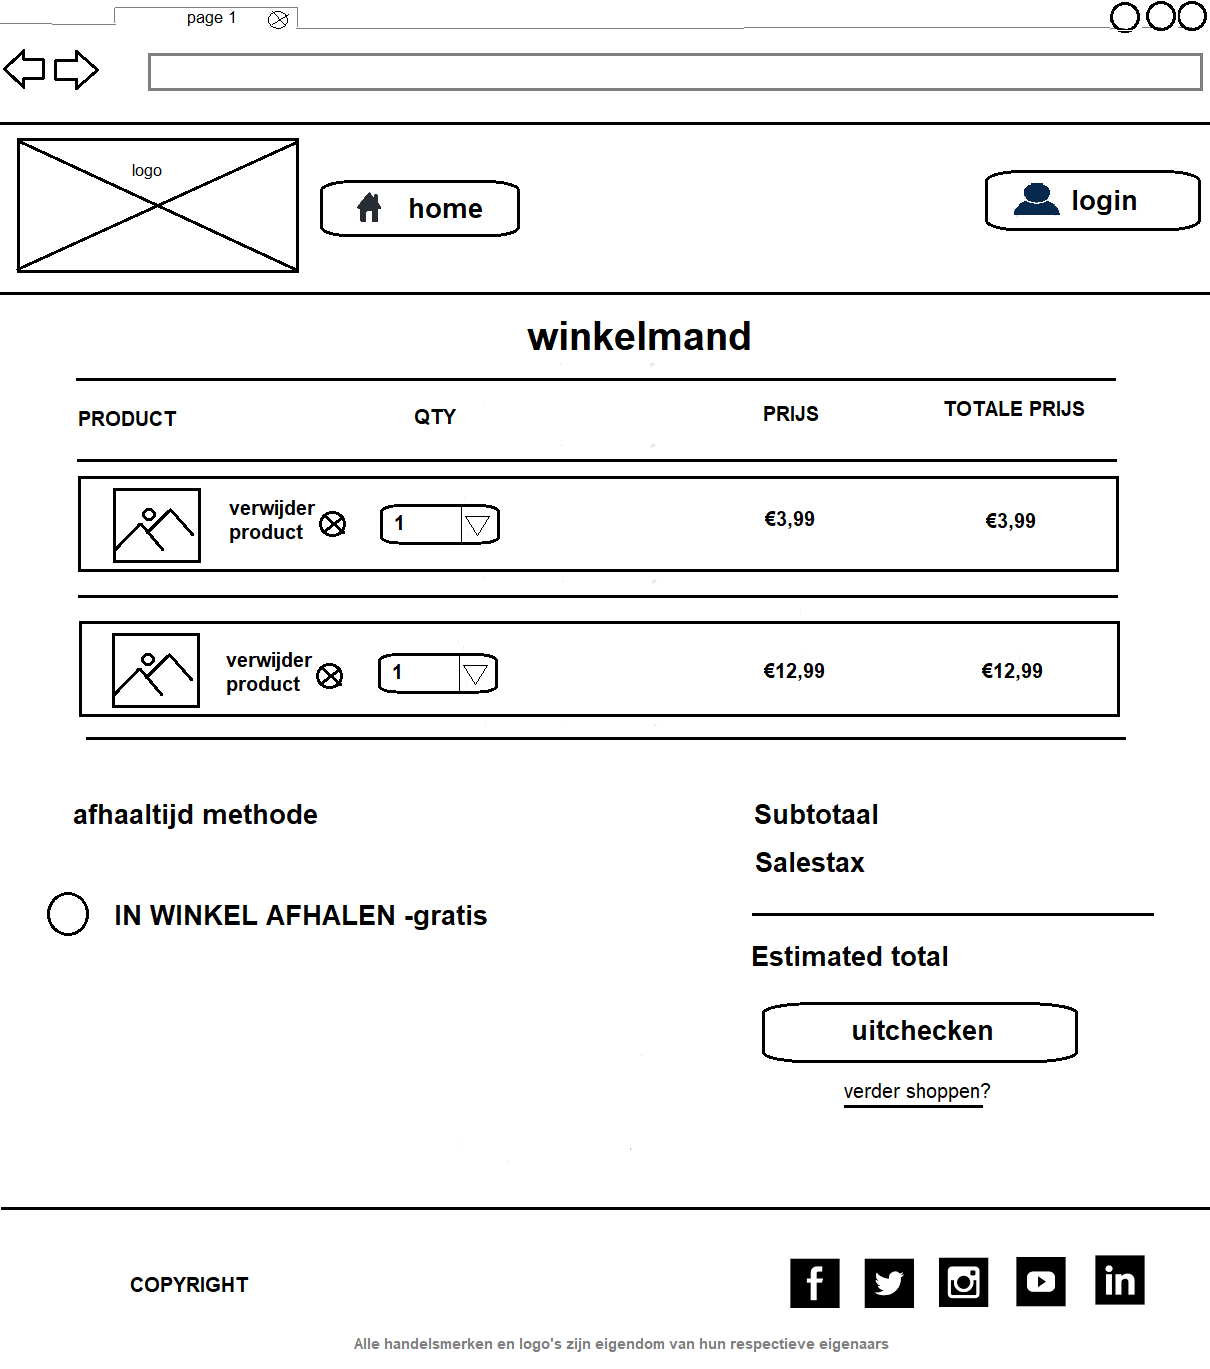 page 1
logo
home
login
winkelmand
PRODUCT QTY PRIJS TOTALE PRIJS
verwijder
product
1 €3,99 €3,99
verwijder
product
1 €12,99 €12,99
afhaaltijd methode
IN WINKEL AFHALEN -gratis
Subtotaal
Salestax
Estimated total
uitchecken
verder shoppen?
COPYRIGHT
Alle handelsmerken en logo's zijn eigendom van hun respectieve eigenaars